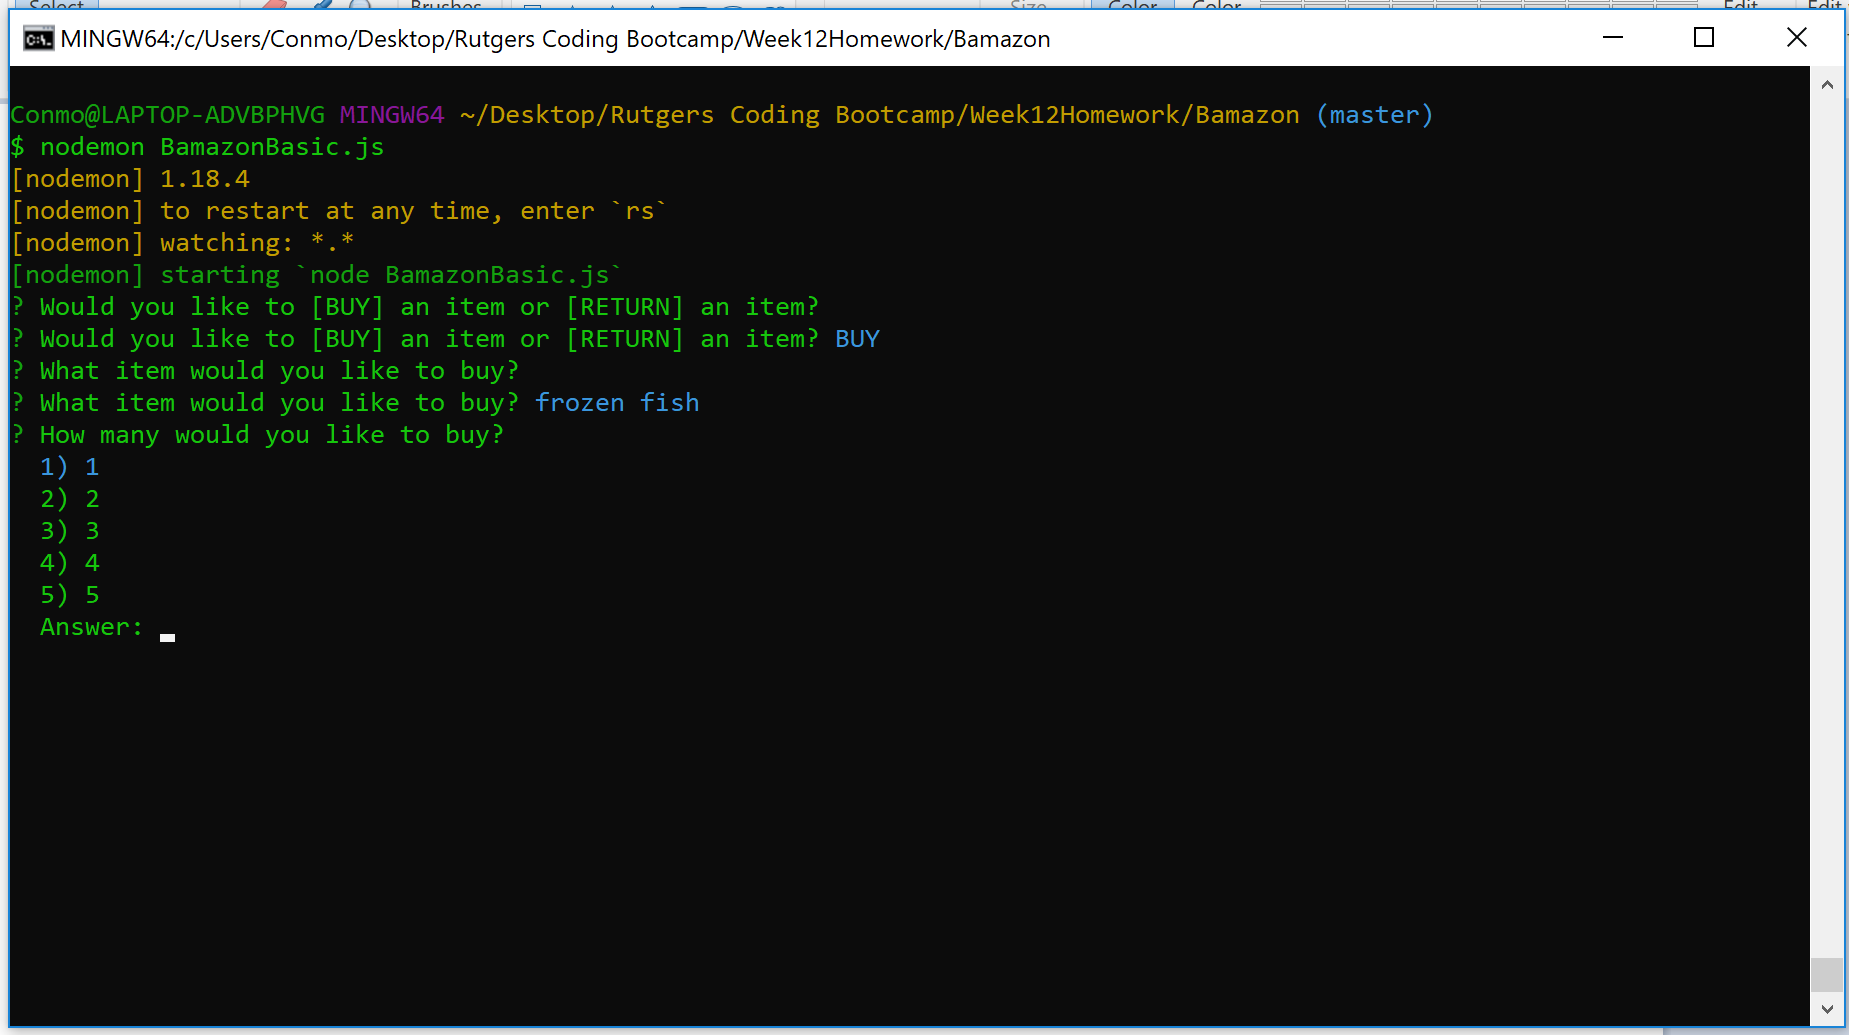 Select Brushes Size Color Color Edit Edit
MINGW64:/c/Users/Conmo/Desktop/Rutgers Coding Bootcamp/Week12Homework/Bamazon
Conmo@LAPTOP-ADVBPHVG MINGW64 ~/Desktop/Rutgers Coding Bootcamp/Week12Homework/Bamazon (master)
$ nodemon BamazonBasic.js
[nodemon] 1.18.4
[nodemon] to restart at any time, enter `rs`
[nodemon] watching: *.*
[nodemon] starting `node BamazonBasic.js`
? Would you like to [BUY] an item or [RETURN] an item?
? Would you like to [BUY] an item or [RETURN] an item? BUY
? What item would you like to buy?
? What item would you like to buy? frozen fish
? How many would you like to buy?
  1) 1
  2) 2
  3) 3
  4) 4
  5) 5
  Answer: